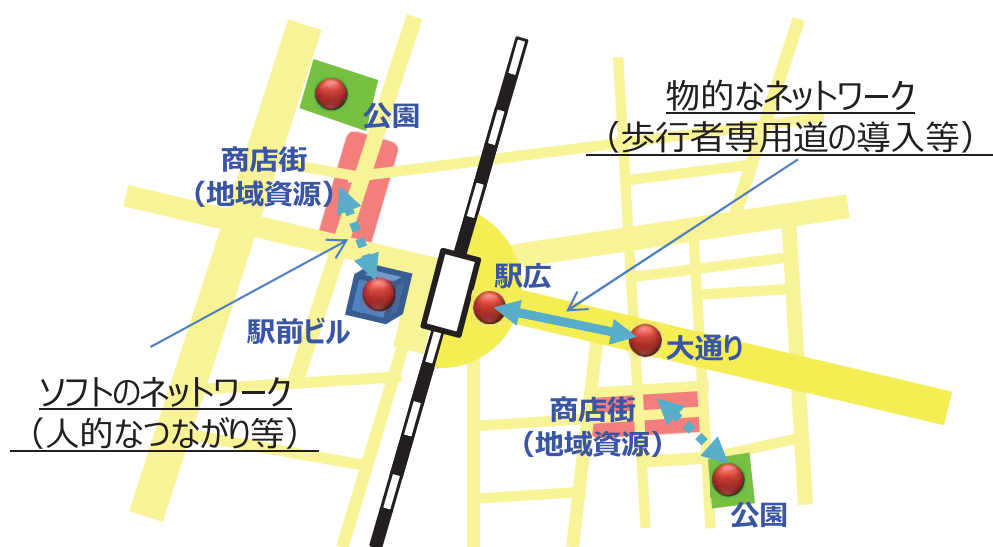 公園
商店街
（地域資源）
物的なネットワーク
（歩行者専用道の導入等）
駅広
駅前ビル
大通り
ソフトのネットワーク
（人的なつながり等）
商店街
（地域資源）
公園